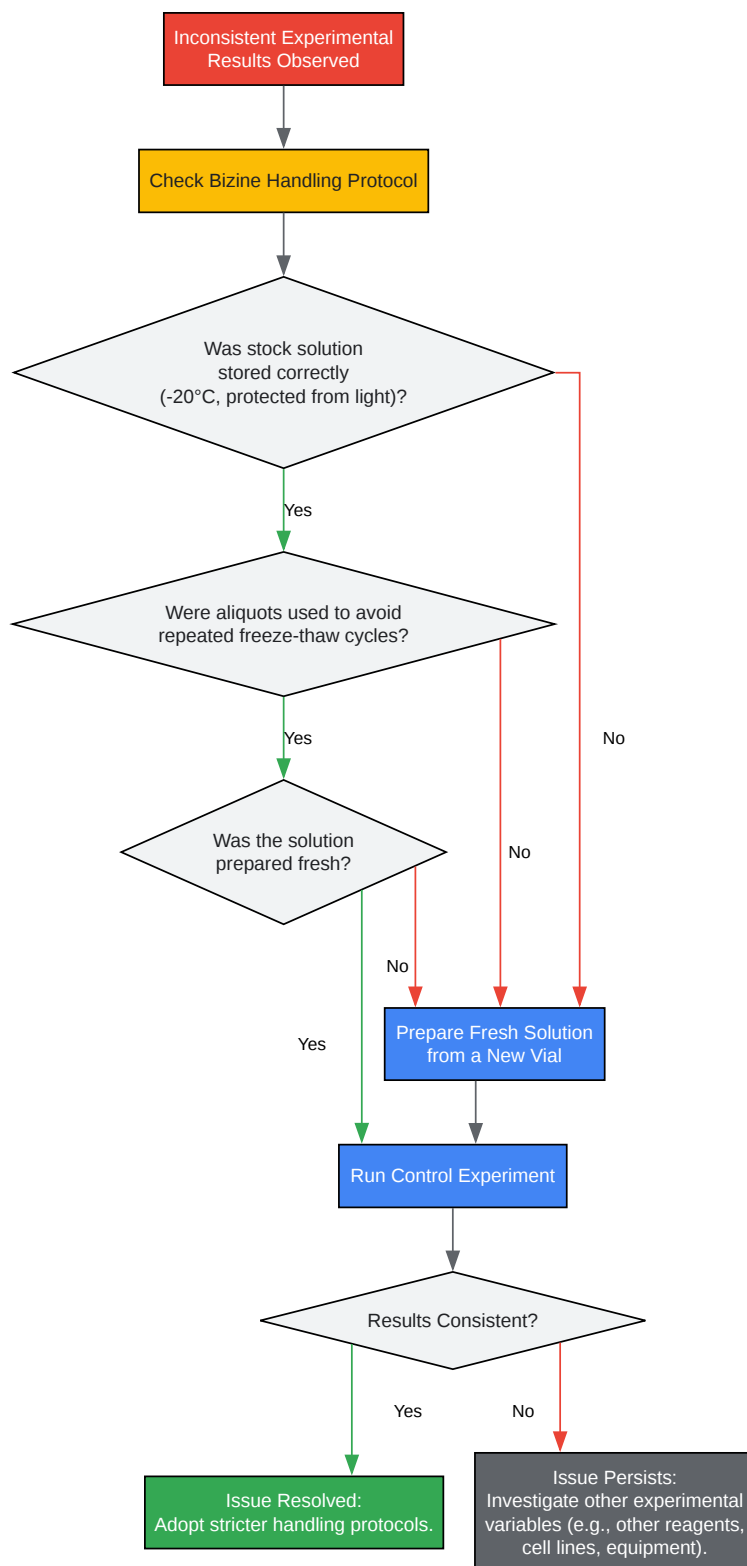 Inconsistent Experimental
Results Observed
Check Bizine Handling Protocol
Was stock solution
stored correctly
(-20°C, protected from light)?
Yes
Were aliquots used to avoid
repeated freeze-thaw cycles?
Yes
No
Was the solution
prepared fresh?
No
No
Yes
Prepare Fresh Solution
from a New Vial
Run Control Experiment
Results Consistent?
Yes
No
Issue Resolved:
Adopt stricter handling protocols.
Issue Persists:
Investigate other experimental
variables (e.g., other reagents,
cell lines, equipment).